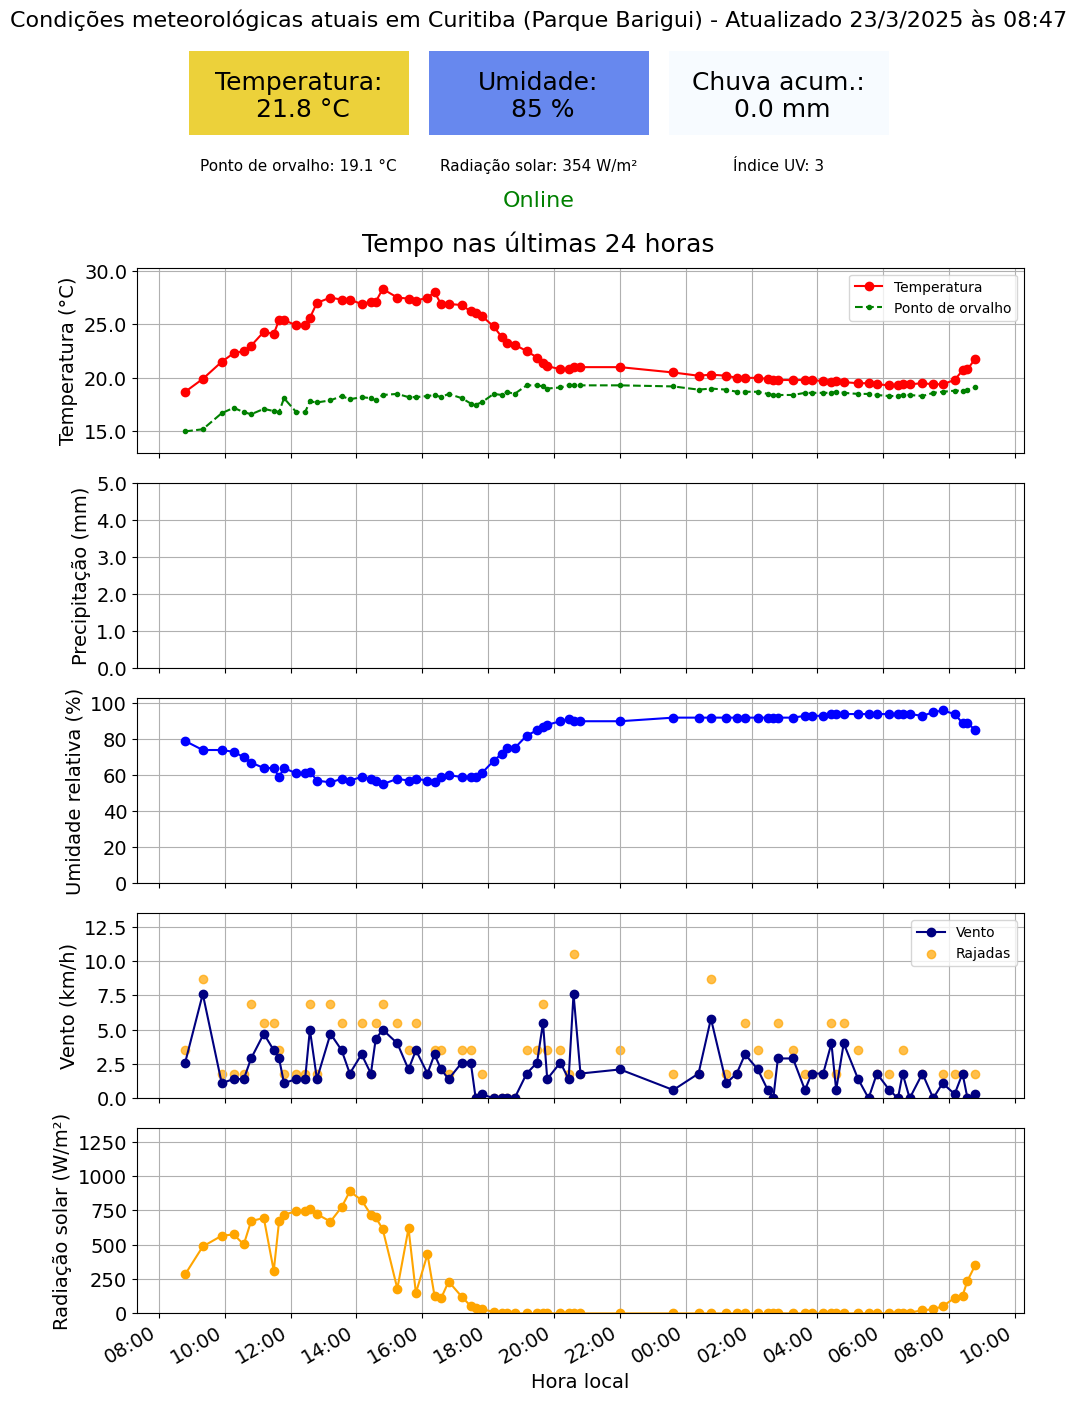 Condições meteorológicas atuais em Curitiba (Parque Barigui) - Atualizado 23/3/2025 às 08:47
Temperatura:
21.8 °C
Umidade:
85 %
Chuva acum.:
0.0 mm
Ponto de orvalho: 19.1 °C
Radiação solar: 354 W/m²
Índice UV: 3
Online
Tempo nas últimas 24 horas
Temperatura (°C)
30.0
25.0
20.0
15.0
Temperatura
Ponto de orvalho
Precipitação (mm)
5.0
4.0
3.0
2.0
1.0
0.0
Umidade relativa (%)
100
80
60
40
20
0
Vento (km/h)
12.5
10.0
7.5
5.0
2.5
0.0
Vento
Rajadas
Radiação solar (W/m²)
1250
1000
750
500
250
0
08:00
10:00
12:00
14:00
16:00
18:00
20:00
22:00
00:00
02:00
04:00
06:00
08:00
10:00
Hora local